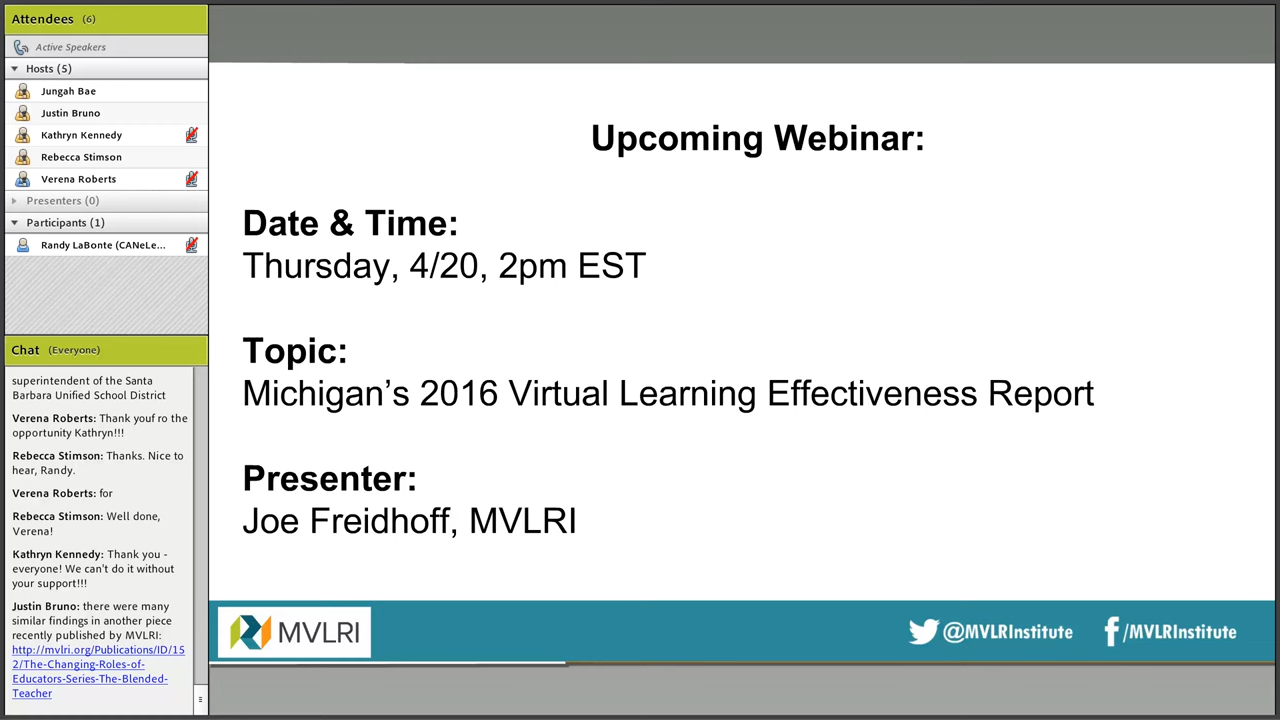 Attendees (6)
Active Speakers
Hosts (5)
Jungah Bae
Justin Bruno
Kathryn Kennedy
Rebecca Stimson
Verena Roberts
Presenters (0)
Participants (1)
Randy LaBonte (CANeLe...
Chat (Everyone)
superintendent of the Santa
Barbara Unified School District
Verena Roberts: Thank youf ro the
opportunity Kathryn!!!
Rebecca Stimson: Thanks. Nice to
hear, Randy.
Verena Roberts: for
Rebecca Stimson: Well done,
Verena!
Kathryn Kennedy: Thank you -
everyone! We can't do it without
your support!!!
Justin Bruno: there were many
similar findings in another piece
recently published by MVLRI:
http://mvlri.org/Publications/ID/15
2/The-Changing-Roles-of-
Educators-Series-The-Blended-
Teacher
Upcoming Webinar:
Date & Time:
Thursday, 4/20, 2pm EST
Topic:
Michigan’s 2016 Virtual Learning Effectiveness Report
Presenter:
Joe Freidhoff, MVLRI
MVLRI
@MVLRInstitute
/MVLRInstitute